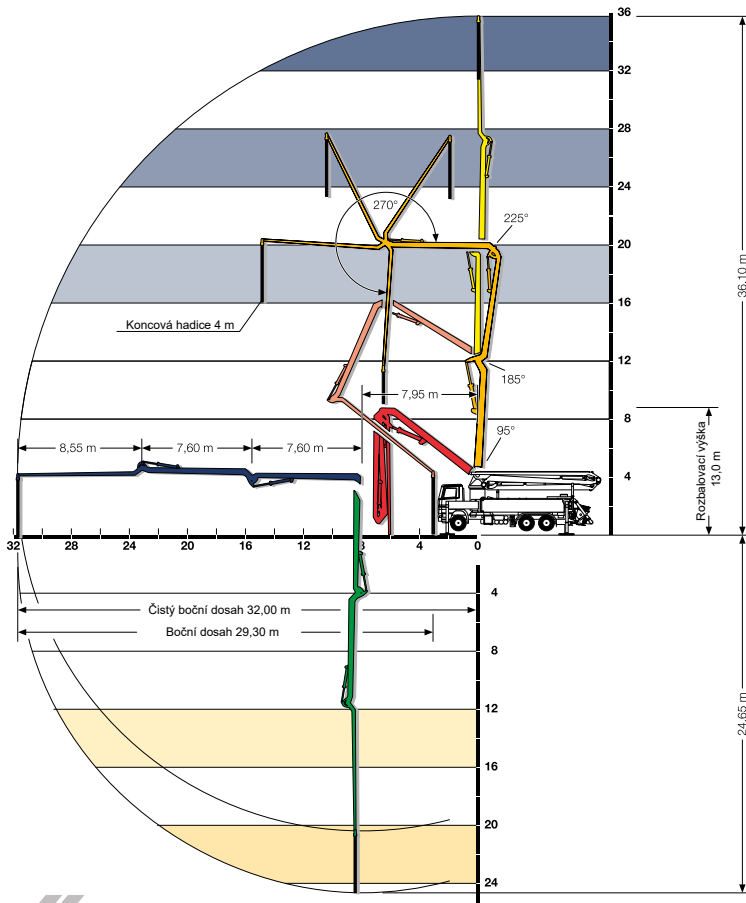 36
32
28
24
20
16
12
8
4
270°
225°
185°
95°
Koncová hadice 4 m
7,95 m
8,55 m
7,60 m
7,60 m
36.10 m
Rozbalovací výška
13,0 m
32
28
24
20
16
12
8
4
0
Čistý boční dosah 32,00 m
Boční dosah 29,30 m
4
8
12
16
20
24
24.65 m